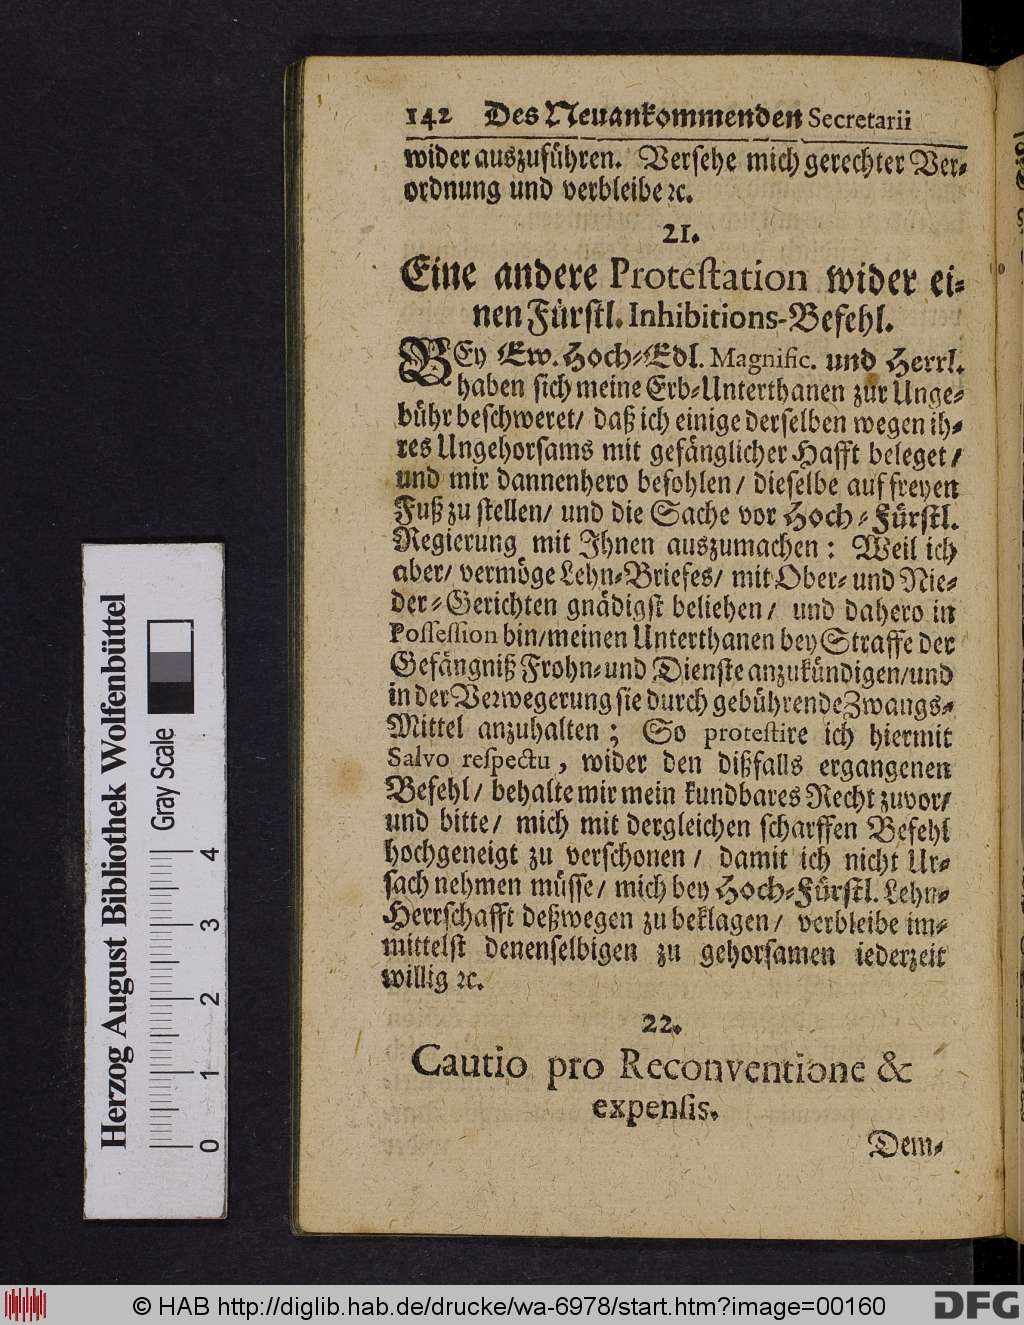 142 Des Neuankommenden Secretarii
wider auszuführen. Versehe mich gerechter Ver-
ordnung und verbleibe ꝛc.
21.
Eine andere Protestation wider ei-
nen Fürstl. Inhibitions-Befehl.
BEy Ew. Hoch-Edl. Magnific. und Herrl.
haben sich meine Erb-Unterthanen zur Unge-
bühr beschweret/ daß ich einige derselben wegen ih-
res Ungehorsams mit gefänglicher Hafft beleget/
und mir dannenhero befohlen/ dieselbe auf freyen
Fuß zu stellen/ und die Sache vor Hoch-Fürstl.
Regierung mit Ihnen auszumachen: Weil ich
aber/ vermöge Lehn-Briefes/ mit Ober- und Nie-
der-Gerichten gnädigst beliehen/ und dahero in
Possession bin/meinen Unterthanen bey Straffe der
Gefängniß Frohn- und Dienste anzukündigen/und
in der Verwegerung sie durch gebührende Zwangs-
Mittel anzuhalten; So protestire ich hiermit
Salvo respectu, wider den dißfalls ergangenen
Befehl/ behalte mir mein kundbares Recht zuvor/
und bitte/ mich mit dergleichen scharffen Befehl
hochgeneigt zu verschonen/ damit ich nicht Ur-
sach nehmen müsse/ mich bey Hoch-Fürstl. Lehn-
Herrschafft deßwegen zu beklagen/ verbleibe im-
mittelst denenselbigen zu gehorsamen iederzeit
willig ꝛc.
22.
Cautio pro Reconventione &
expensis.
Dem-
Herzog August Bibliothek Wolfenbüttel
Gray Scale
0 1 2 3 4
© HAB http://diglib.hab.de/drucke/wa-6978/start.htm?image=00160
DFG